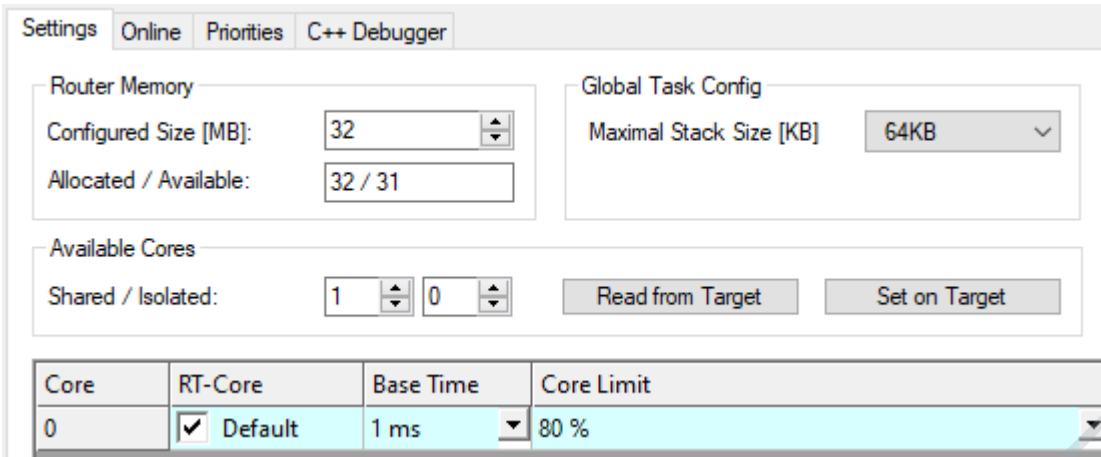 Settings Online Priorities C++ Debugger
Router Memory
Configured Size [MB]: 32
Allocated / Available: 32 / 31
Global Task Config
Maximal Stack Size [KB] 64KB
Available Cores
Shared / Isolated: 1 0 Read from Target Set on Target
Core RT-Core Base Time Core Limit
0 Default 1 ms 80 %